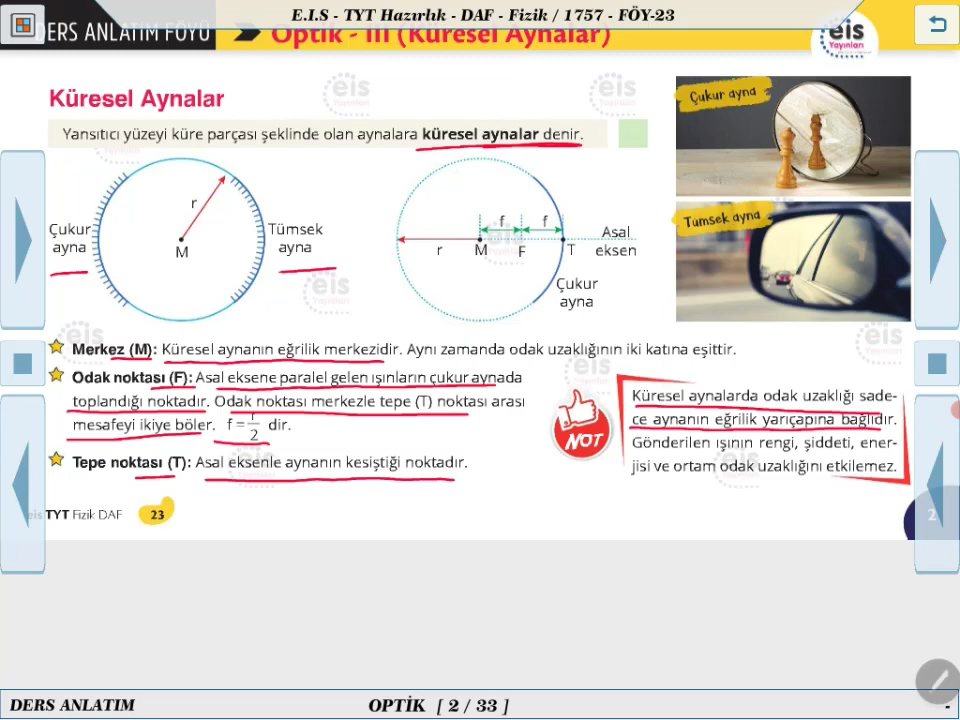 E.I.S - TYT Hazırlık - DAF - Fizik / 1757 - FÖY-23
DERS ANLATIM FÖYÜ
Optik - III (Küresel Aynalar)
eis
Yayınları
Küresel Aynalar
Yansıtıcı yüzeyi küre parçası şeklinde olan aynalara küresel aynalar denir.
Çukur ayna
Tümsek ayna
Çukur
ayna
r
M
Tümsek
ayna
r
M
f
f
F
T
Asal
eksen
Çukur
ayna
Merkez (M): Küresel aynanın eğrilik merkezidir. Aynı zamanda odak uzaklığının iki katına eşittir.
Odak noktası (F): Asal eksene paralel gelen ışınların çukur aynada
toplandığı noktadır. Odak noktası merkezle tepe (T) noktası arası
mesafeyi ikiye böler. f = r/2 dir.
Tepe noktası (T): Asal eksenle aynanın kesiştiği noktadır.
NOT
Küresel aynalarda odak uzaklığı sade-
ce aynanın eğrilik yarıçapına bağlıdır.
Gönderilen ışının rengi, şiddeti, ener-
jisi ve ortam odak uzaklığını etkilemez.
eis TYT Fizik DAF
23
2
DERS ANLATIM
OPTİK [ 2 / 33 ]
-